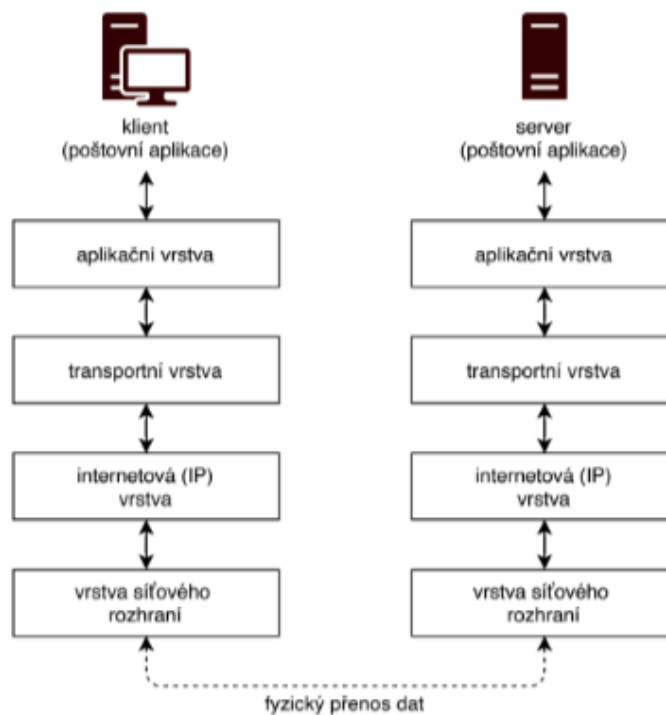 klient
(poštovní aplikace)
server
(poštovní aplikace)
aplikační vrstva
aplikační vrstva
transportní vrstva
transportní vrstva
internetová (IP)
vrstva
internetová (IP)
vrstva
vrstva síťového
rozhraní
vrstva síťového
rozhraní
fyzický přenos dat